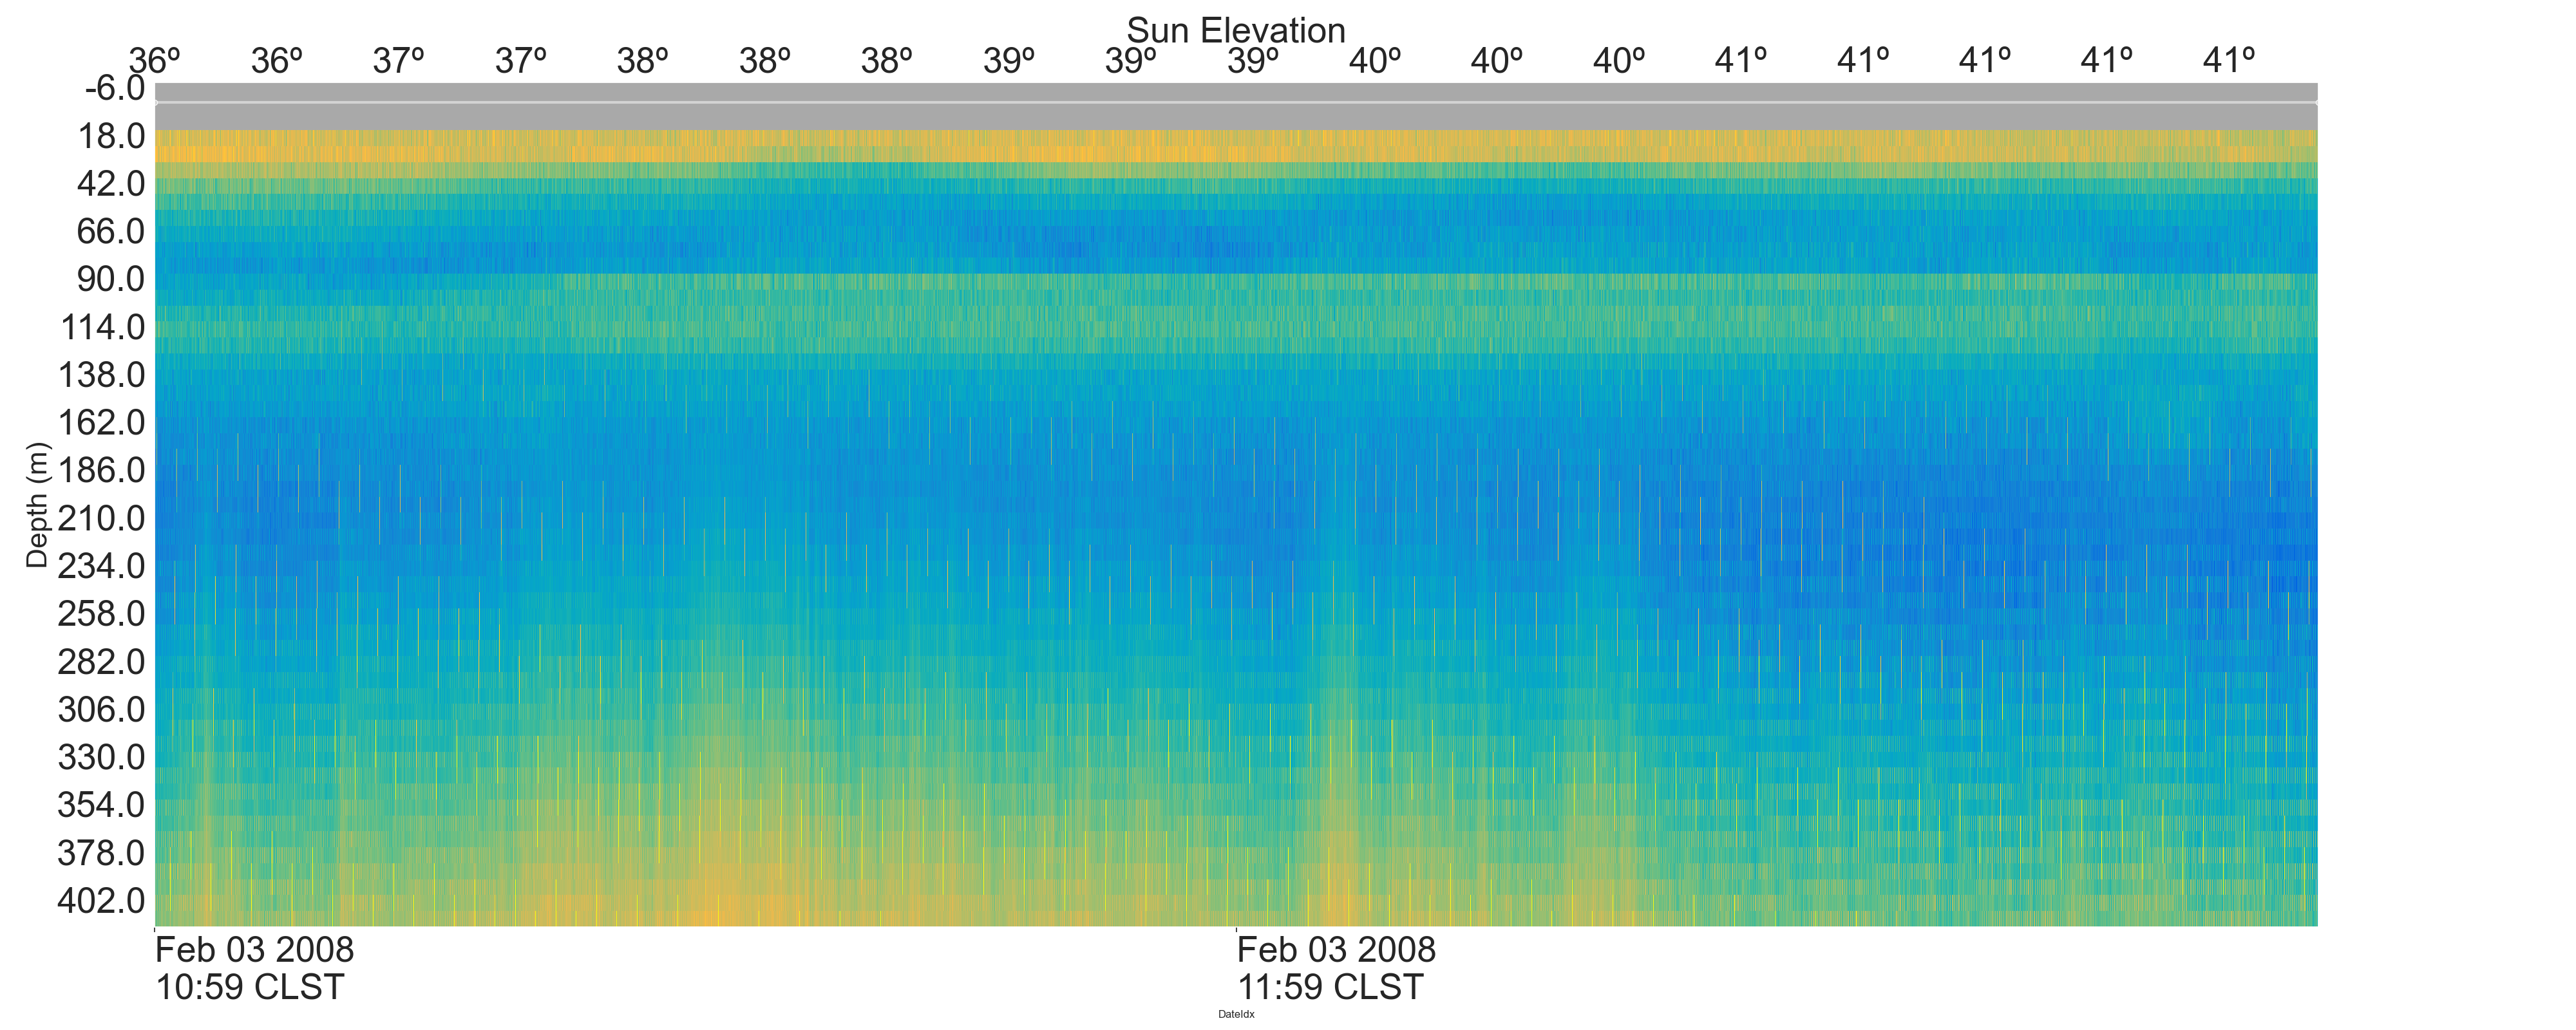 Sun Elevation
36º 36º 37º 37º 38º 38º 38º 39º 39º 39º 40º 40º 40º 41º 41º 41º 41º 41º
-6.0
18.0
42.0
66.0
90.0
114.0
138.0
162.0
186.0
210.0
234.0
258.0
282.0
306.0
330.0
354.0
378.0
402.0
Depth (m)
Feb 03 2008
10:59 CLST
Feb 03 2008
11:59 CLST
DateIdx